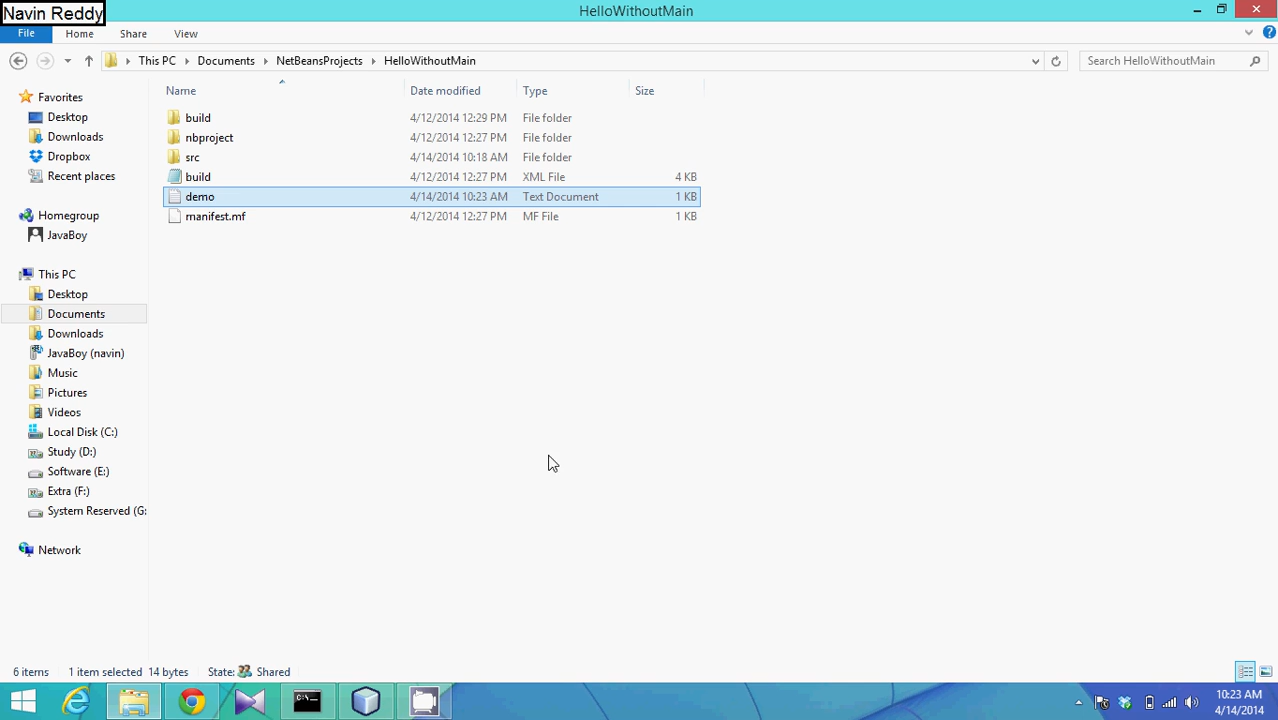 Navin Reddy
HelloWithoutMain
File Home Share View
This PC Documents NetBeansProjects HelloWithoutMain
Search HelloWithoutMain
Name Date modified Type Size
build 4/12/2014 12:29 PM File folder
nbproject 4/12/2014 12:27 PM File folder
src 4/14/2014 10:18 AM File folder
build 4/12/2014 12:27 PM XML File 4 KB
demo 4/14/2014 10:23 AM Text Document 1 KB
manifest.mf 4/12/2014 12:27 PM MF File 1 KB
Favorites
Desktop
Downloads
Dropbox
Recent places
Homegroup
JavaBoy
This PC
Desktop
Documents
Downloads
JavaBoy (navin)
Music
Pictures
Videos
Local Disk (C:)
Study (D:)
Software (E:)
Extra (F:)
System Reserved (G:
Network
6 items 1 item selected 14 bytes State: Shared
10:23 AM
4/14/2014